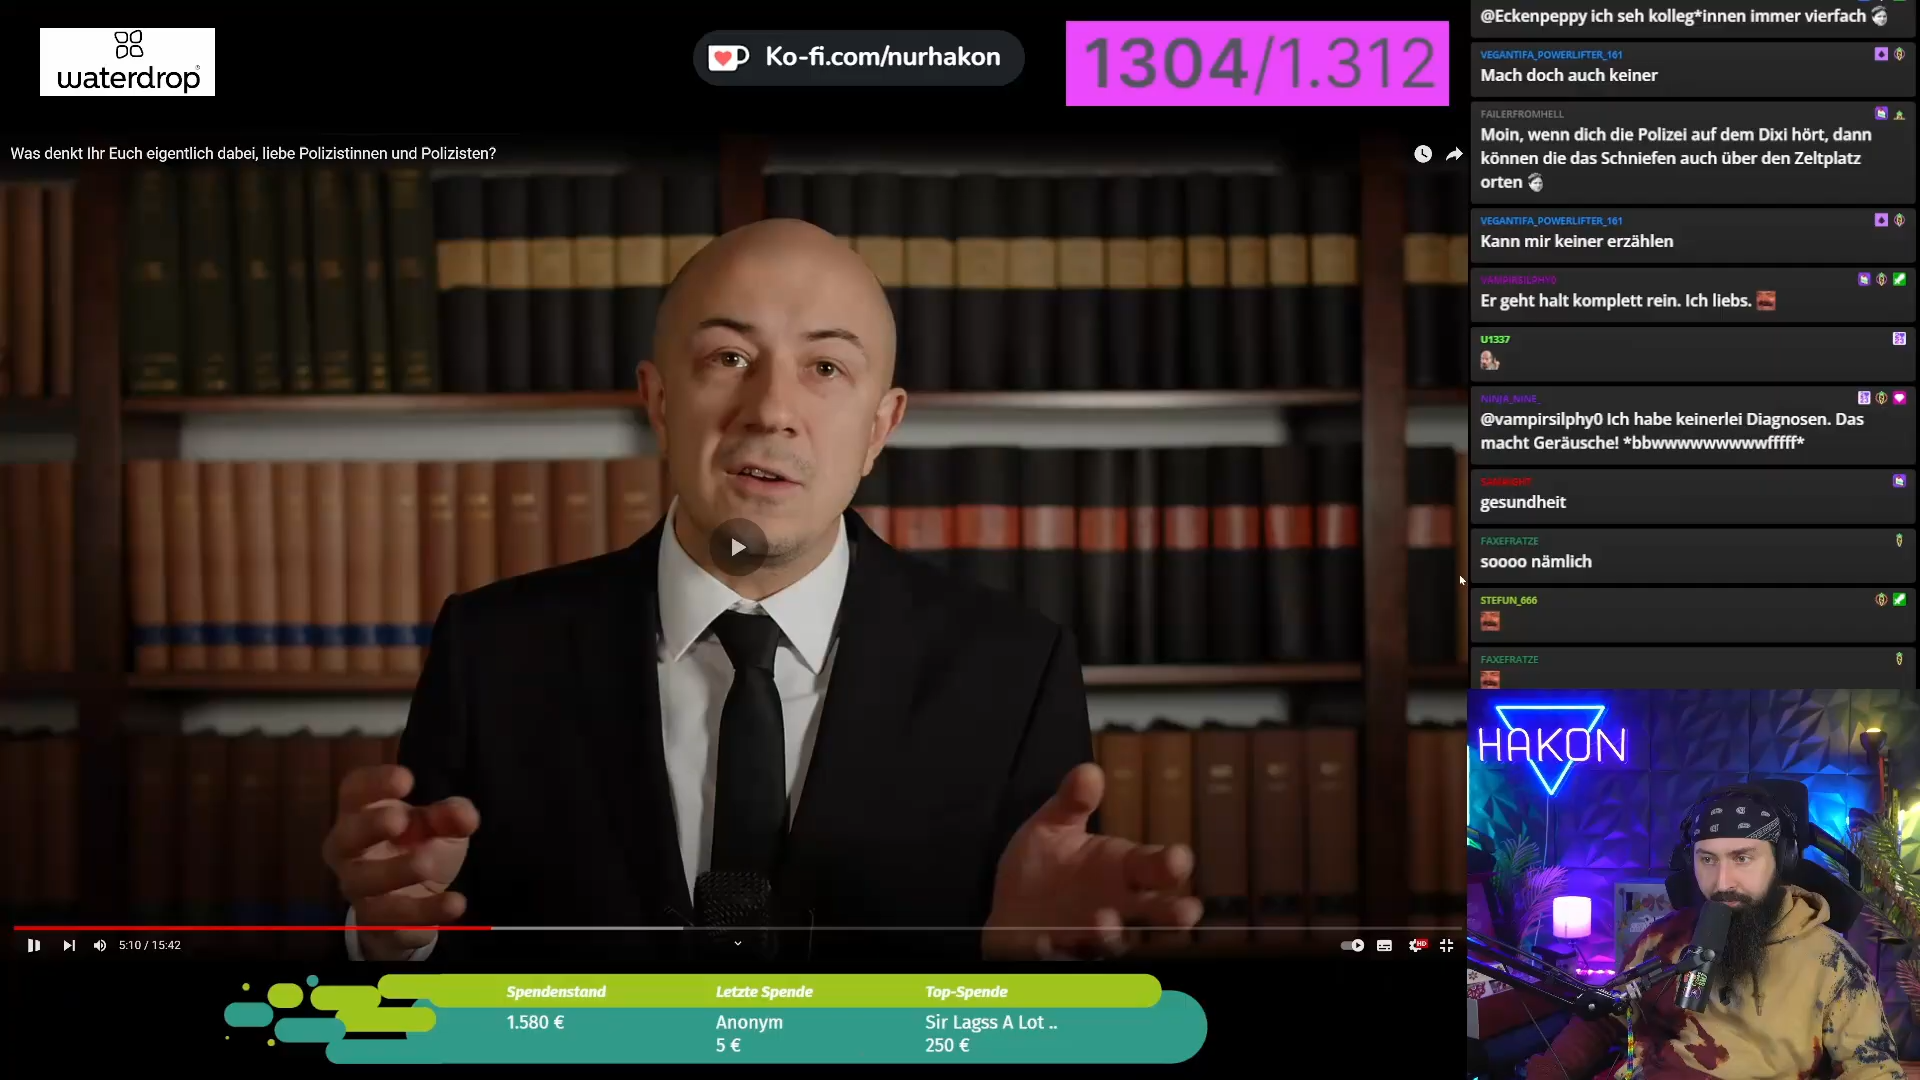 waterdrop
Ko-fi.com/nurhakon
1304/1.312
Was denkt Ihr Euch eigentlich dabei, liebe Polizistinnen und Polizisten?
5:10 / 15:42
HD
Spendenstand
1.580 €
Letzte Spende
Anonym
5 €
Top-Spende
Sir Lagss A Lot ..
250 €
@Eckenpeppy ich seh kolleg*innen immer vierfach
VEGANTIFA_POWERLIFTER_161
Mach doch auch keiner
FAILERFROMHELL
Moin, wenn dich die Polizei auf dem Dixi hört, dann
können die das Schniefen auch über den Zeltplatz
orten
VEGANTIFA_POWERLIFTER_161
Kann mir keiner erzählen
VAMPIRSILPHY0
Er geht halt komplett rein. Ich liebs.
U1337
NINJA_NINE_
@vampirsilphy0 Ich habe keinerlei Diagnosen. Das
macht Geräusche! *bbwwwwwwwwwfffff*
gesundheit
FAXEFRATZE
soooo nämlich
STEFUN_666
FAXEFRATZE
HAKON